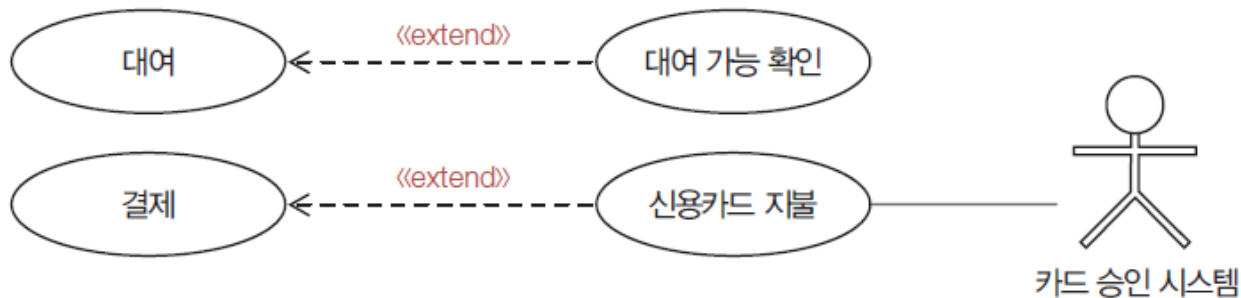 대여
《extend》
대여 가능 확인
결제
《extend》
신용카드 지불
카드 승인 시스템